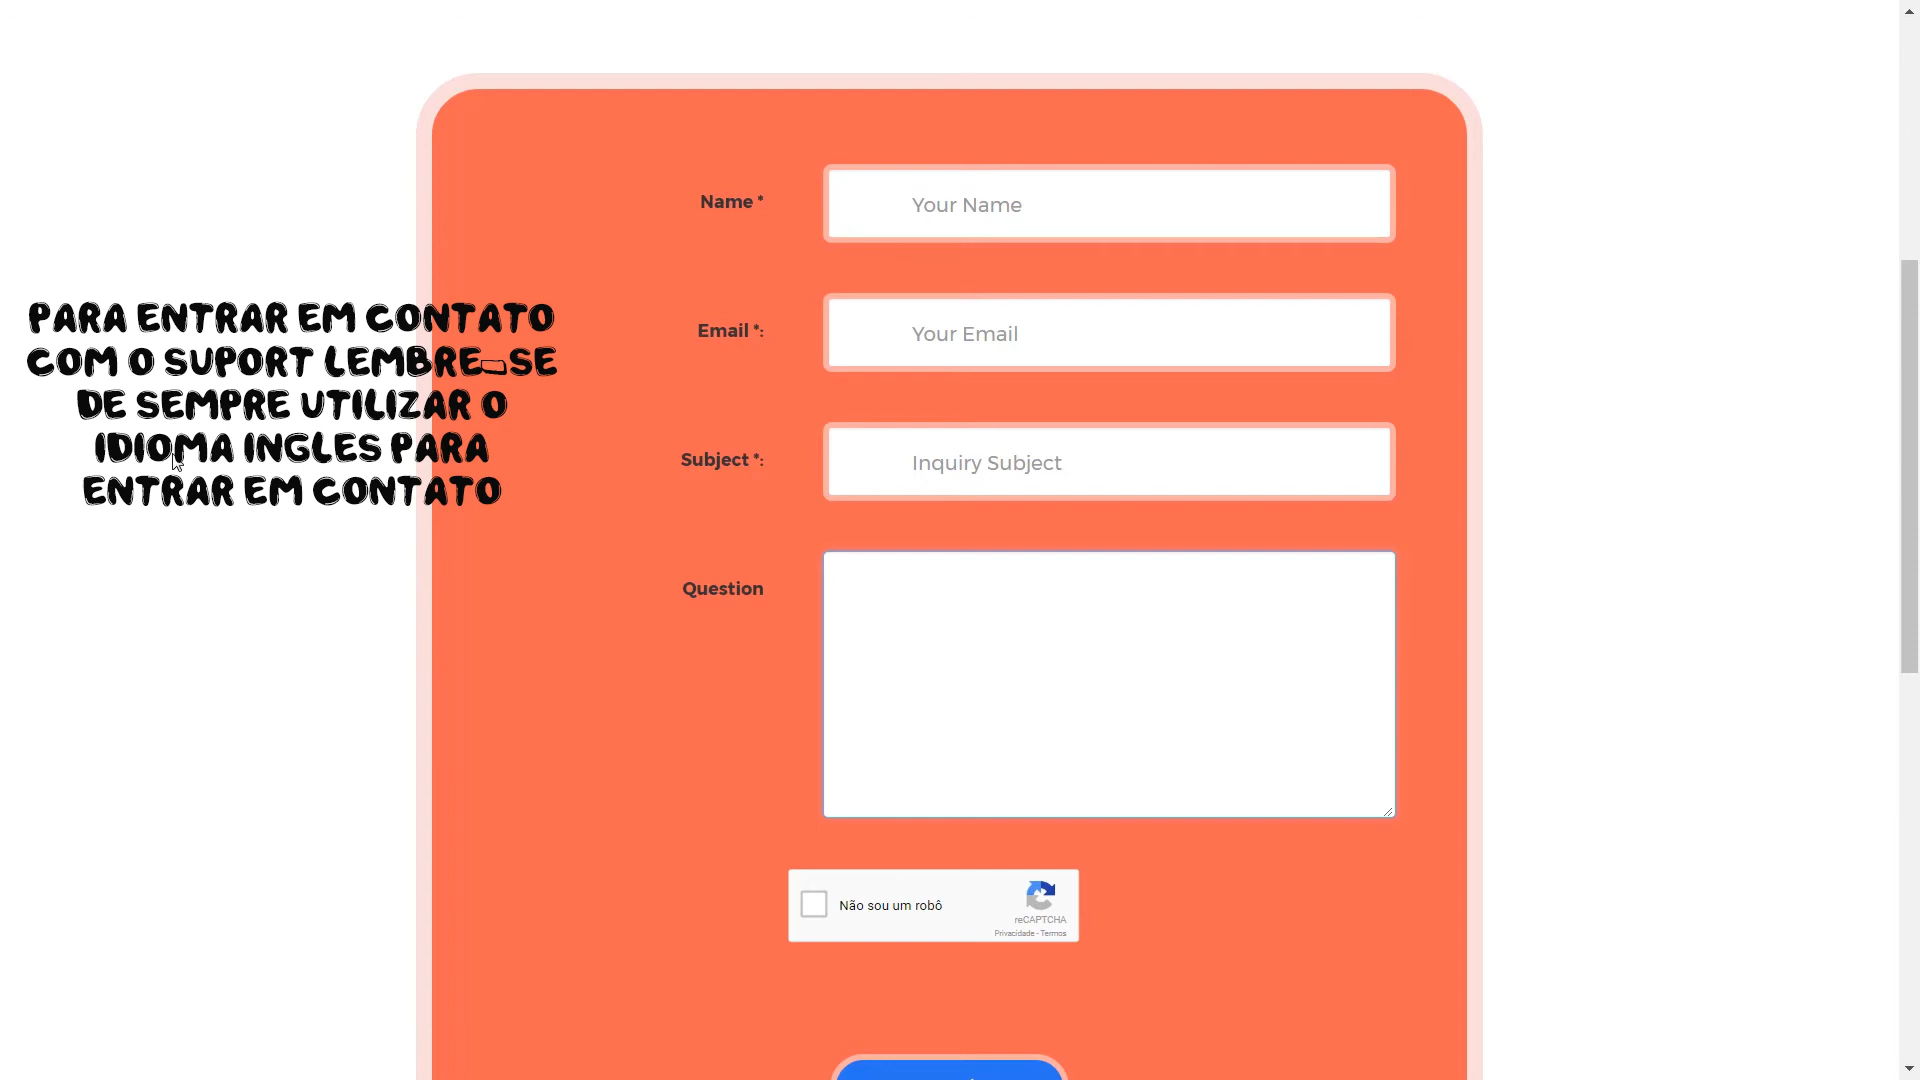 Name *
Your Name
PARA ENTRAR EM CONTATO
COM O SUPORT LEMBRE-SE
DE SEMPRE UTILIZAR O
IDIOMA INGLES PARA
ENTRAR EM CONTATO
Email *:
Your Email
Subject *:
Inquiry Subject
Question
Não sou um robô
reCAPTCHA
Privacidade - Termos